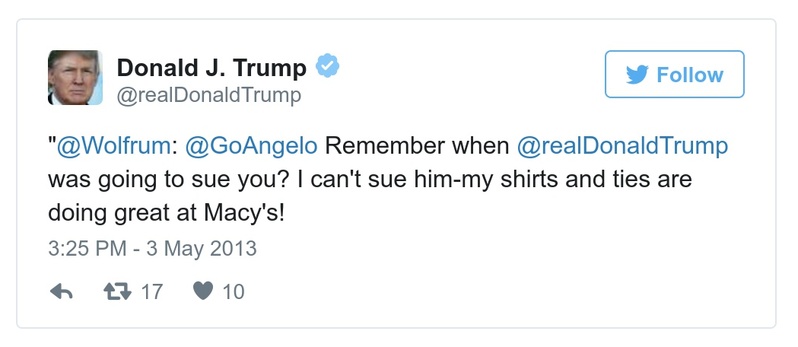 Donald J. Trump
@realDonaldTrump
Follow
"@Wolfrum: @GoAngelo Remember when @realDonaldTrump
was going to sue you? I can't sue him-my shirts and ties are
doing great at Macy's!
3:25 PM - 3 May 2013
17 10